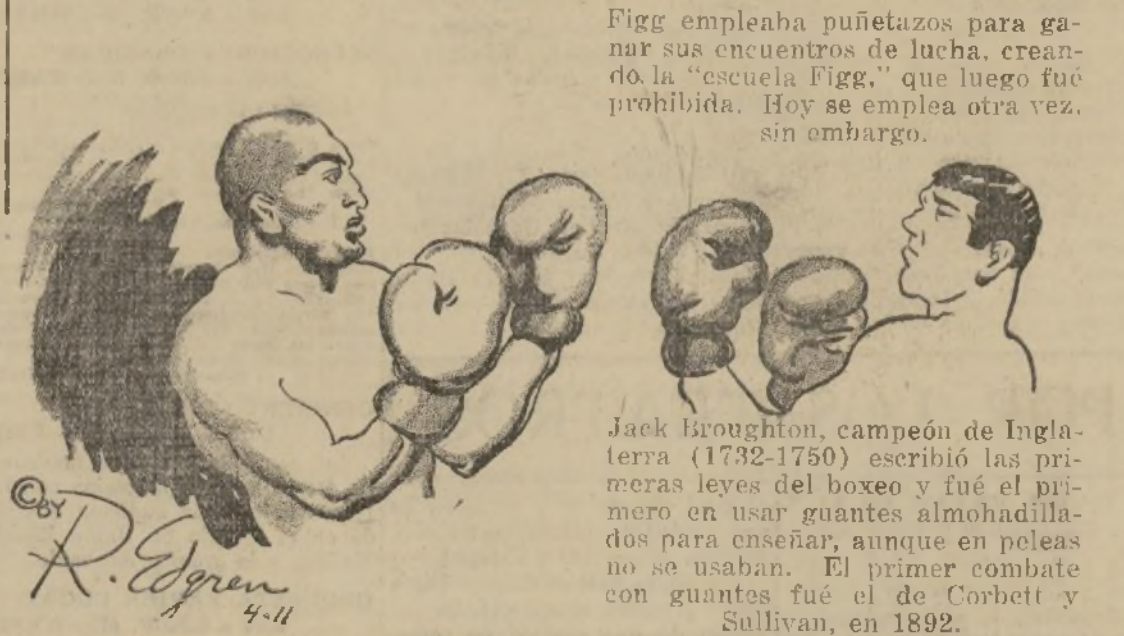 Figg empleaba puñetazos para ga-
nar sus encuentros de lucha, crean-
do la "escuela Figg," que luego fué
prohibida. Hoy se emplea otra vez,
sin embargo.
Jack Broughton, campeón de Ingla-
terra (1732-1750) escribió las pri-
meras leyes del boxeo y fué el pri-
mero en usar guantes almohadilla-
dos para enseñar, aunque en peleas
no se usaban. El primer combate
con guantes fué el de Corbett y
Sullivan, en 1892.
© BY
R. Edgren
4-11